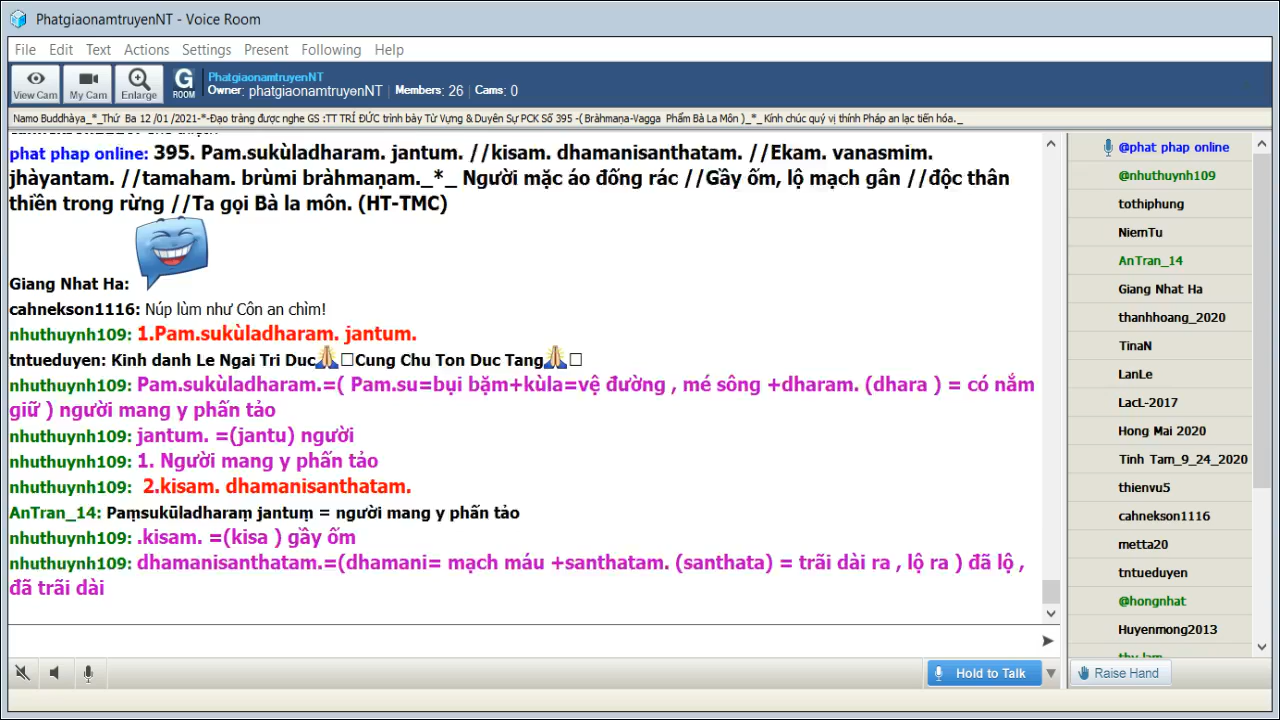 PhatgiaonamtruyenNT - Voice Room
File Edit Text Actions Settings Present Following Help
View Cam My Cam Enlarge G ROOM
PhatgiaonamtruyenNT
Owner: phatgiaonamtruyenNT Members: 26 Cams: 0
Namo Buddhàya_*_Thứ Ba 12 /01 /2021-*-Đạo tràng được nghe GS :TT TRÍ ĐỨC trình bày Từ Vựng & Duyên Sự PCK Số 395 -( Bràhmaṇa-Vagga Phẩm Bà La Môn )_*_Kính chúc quý vị thính Pháp an lạc tiến hóa._
phat phap online: 395. Pam.sukùladharam. jantum. //kisam. dhamanisanthatam. //Ekam. vanasmim.
jhàyantam. //tamaham. brùmi bràhmaṇam._*_ Người mặc áo đống rác //Gầy ốm, lộ mạch gân //độc thân
thiền trong rừng //Ta gọi Bà la môn. (HT-TMC)
Giang Nhat Ha:
cahnekson1116: Núp lùm như Côn an chìm!
nhuthuynh109: 1.Pam.sukùladharam. jantum.
tntueduyen: Kinh danh Le Ngai Tri Duc🙏□Cung Chu Ton Duc Tang🙏□
nhuthuynh109: Pam.sukùladharam.=( Pam.su=bụi bặm+kùla=vệ đường , mé sông +dharam. (dhara ) = có nắm
giữ ) người mang y phấn tảo
nhuthuynh109: jantum. =(jantu) người
nhuthuynh109: 1. Người mang y phấn tảo
nhuthuynh109: 2.kisam. dhamanisanthatam.
AnTran_14: Paṃsukūladharaṃ jantuṃ = người mang y phấn tảo
nhuthuynh109: .kisam. =(kisa ) gầy ốm
nhuthuynh109: dhamanisanthatam.=(dhamani= mạch máu +santhatam. (santhata) = trãi dài ra , lộ ra ) đã lộ ,
đã trãi dài
Hold to Talk
@phat phap online
@nhuthuynh109
tothiphung
NiemTu
AnTran_14
Giang Nhat Ha
thanhhoang_2020
TinaN
LanLe
LacL-2017
Hong Mai 2020
Tinh Tam_9_24_2020
thienvu5
cahnekson1116
metta20
tntueduyen
@hongnhat
Huyenmong2013
Raise Hand